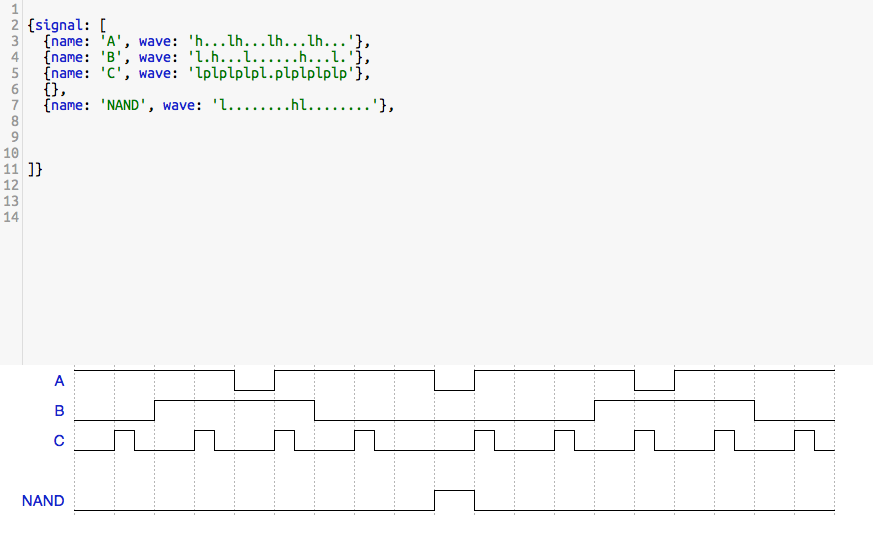 1
2 {signal: [
3 {name: 'A', wave: 'h...lh...lh...lh...'},
4 {name: 'B', wave: 'l.h...l......h...l.'},
5 {name: 'C', wave: 'lplplplpl.plplplplp'},
6 {},
7 {name: 'NAND', wave: 'l........hl........'},
8
9
10
11 ]}
12
13
14
A
B
C
NAND